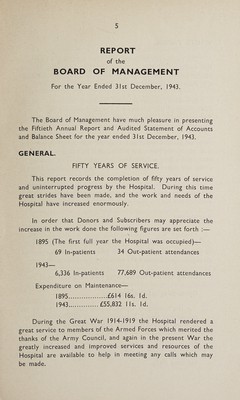 5
REPORT
of the
BOARD OF MANAGEMENT
For the Year Ended 31st December, 1943.
The Board of Management have much pleasure in presenting
the Fiftieth Annual Report and Audited Statement of Accounts
and Balance Sheet for the year ended 31st December, 1943.
GENERAL.
FIFTY YEARS OF SERVICE.
This report records the completion of fifty years of service
and uninterrupted progress by the Hospital. During this time
great strides have been made, and the work and needs of the
Hospital have increased enormously.
In order that Donors and Subscribers may appreciate the
increase in the work done the following figures are set forth :—
1895 (The first full year the Hospital was occupied)—
69 In-patients 34 Out-patient attendances
1943—
6,336 In-patients 77,689 Out-patient attendances
Expenditure on Maintenance—
1895..................£614 16s. 1d.
1943..............£55,832 11s. 1d.
During the Great War 1914-1919 the Hospital rendered a
great service to members of the Armed Forces which merited the
thanks of the Army Council, and again in the present War the
greatly increased and improved services and resources of the
Hospital are available to help in meeting any calls which may
be made.